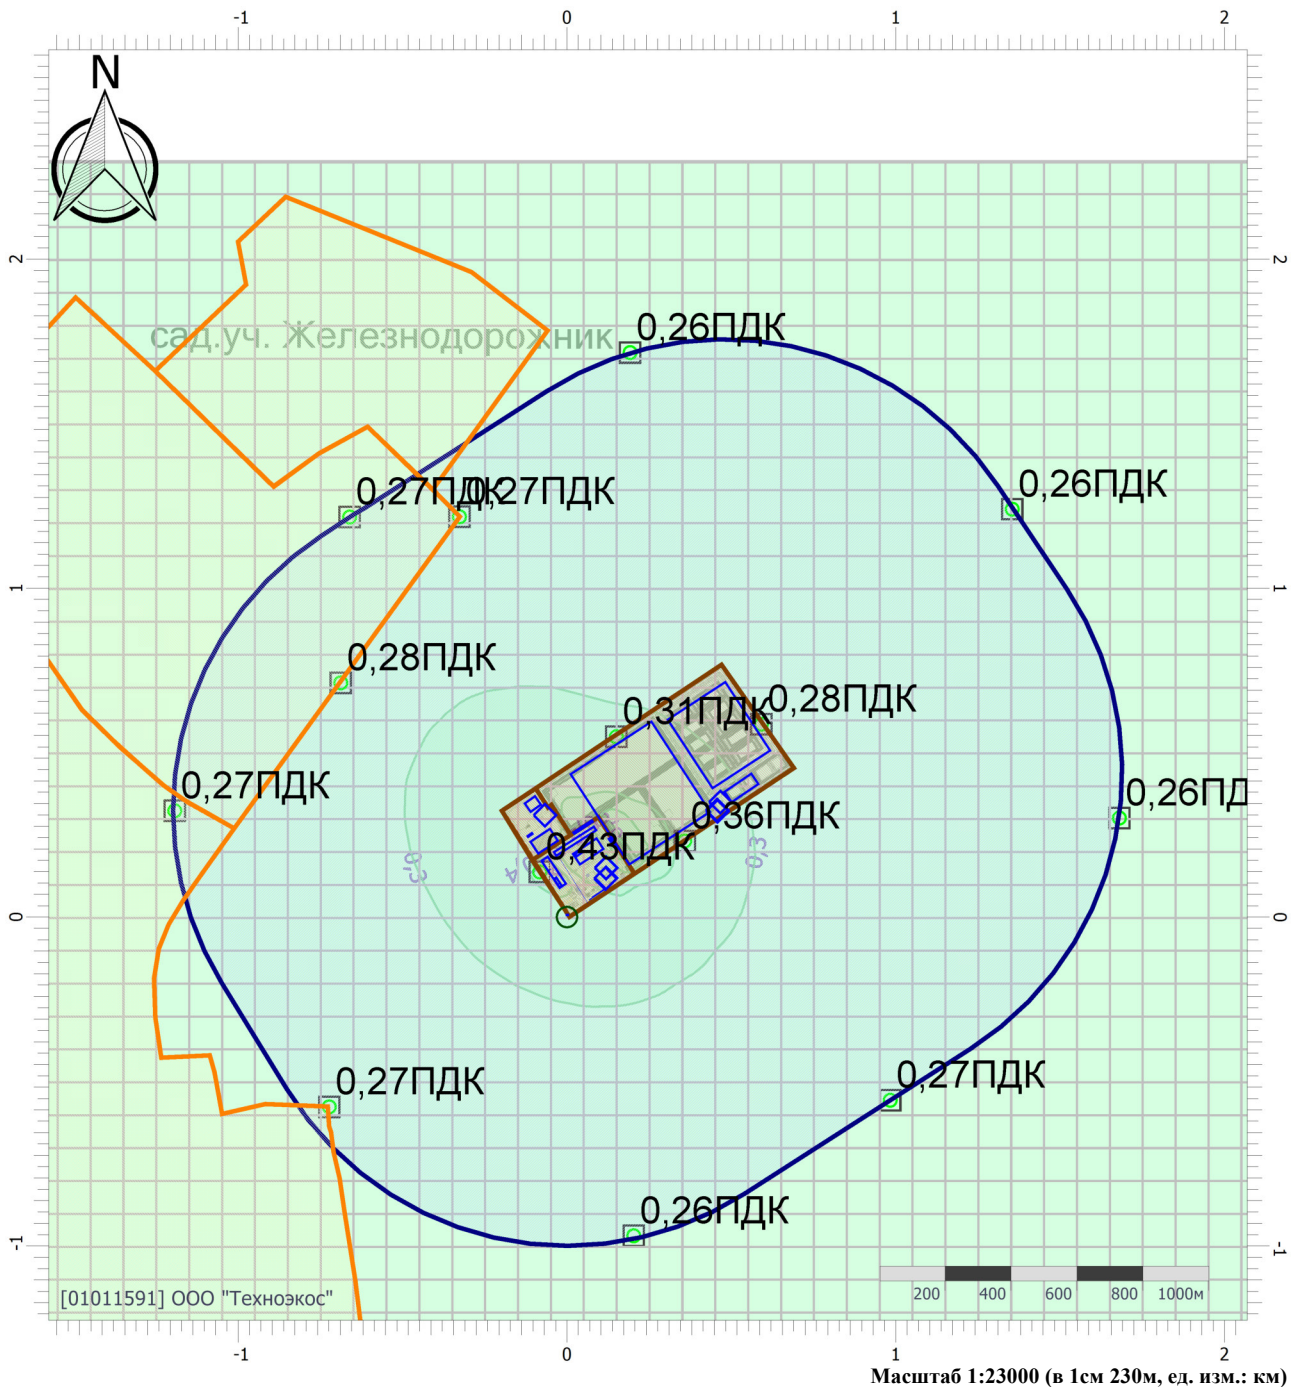 -1 0 1 2
N
2 2
сад.уч. Железнодорожник
0,26ПДК
0,27ПДК 0,27ПДК
0,26ПДК
1 1
0,28ПДК
0,31ПДК 0,28ПДК
0,27ПДК
0,36ПДК
0,26ПД
0,43ПДК
0,3 0,4 0,3
0 0
0,27ПДК
0,27ПДК
0,26ПДК
-1 -1
[01011591] ООО "Техноэкос"
200 400 600 800 1000м
-1 0 1 2
Масштаб 1:23000 (в 1см 230м, ед. изм.: км)